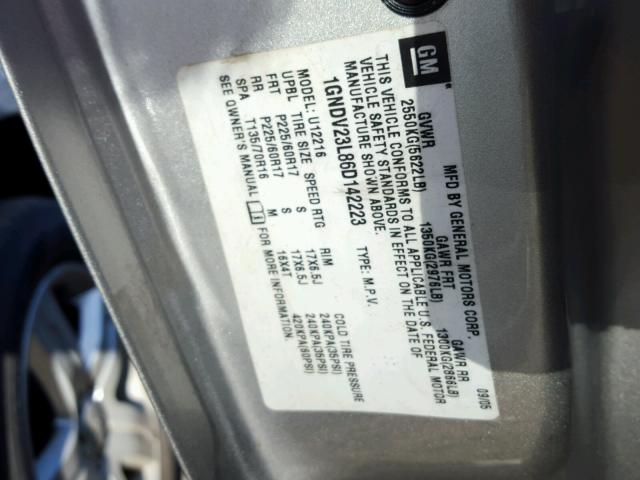 GM
MFD BY GENERAL MOTORS CORP. 09/05
GVWR GAWR FRT GAWR RR
2550KG(5622LB) 1350KG(2976LB) 1300KG(2866LB)
THIS VEHICLE CONFORMS TO ALL APPLICABLE U.S. FEDERAL MOTOR
VEHICLE SAFETY STANDARDS IN EFFECT ON THE DATE OF
MANUFACTURE SHOWN ABOVE.
1GNDV23L86D142223 TYPE: M.P.V.
MODEL: U12216
UPBL TIRE SIZE SPEED RTG RIM COLD TIRE PRESSURE
FRT P225/60R17 S 17X6.5J 240KPA(35PSI)
RR P225/60R17 S 17X6.5J 240KPA(35PSI)
SPA T135/70R16 M 16X4T 420KPA(60PSI)
SEE OWNER'S MANUAL FOR MORE INFORMATION.